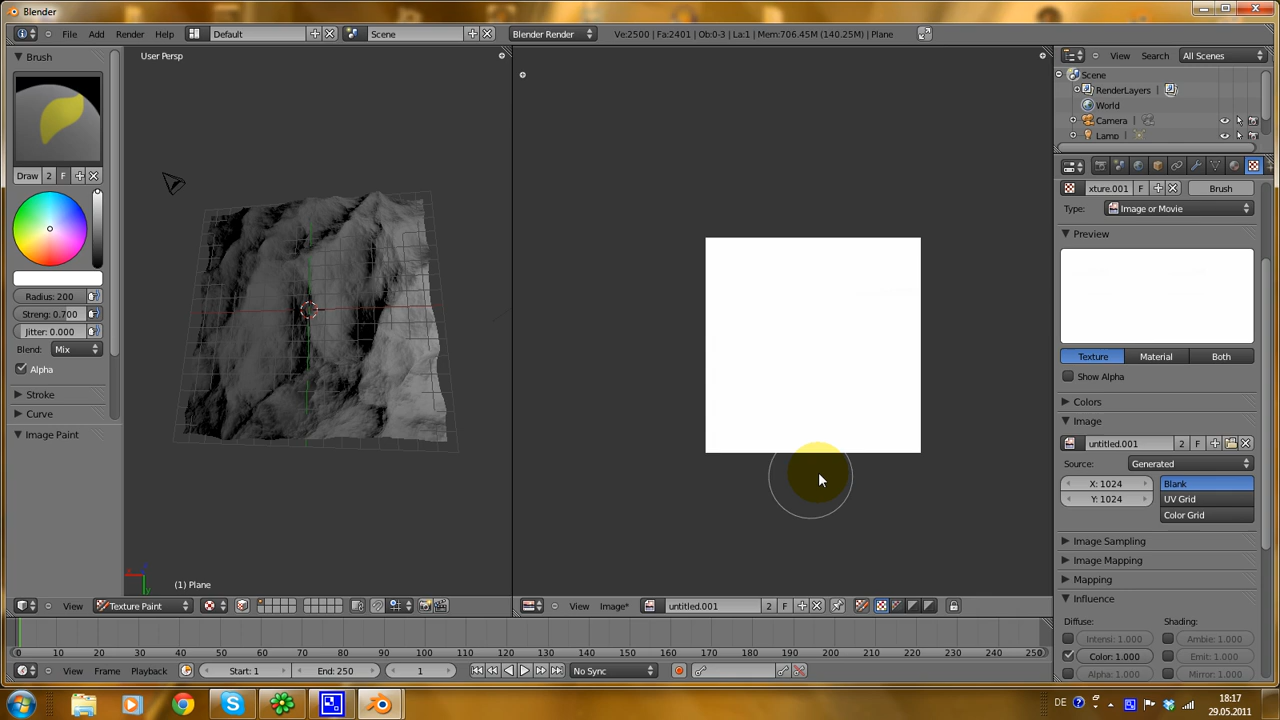 Blender
File Add Render Default Scene Blender Render Ve:2500 | Fa:2401 | Ob:0-3 | La:1 | Mem:706.45M (140.25M) | Plane
Brush
Draw 2 F
Radius: 200
Streng: 0.700
Jitter: 0.000
Blend: Mix
Alpha
Stroke
Curve
Image Paint
User Persp
(1) Plane
View Texture Paint
View Image* untitled.001 2 F
View Search All Scenes
Scene
RenderLayers
World
Camera
Lamp
xture.001 F Brush
Type: Image or Movie
Preview
Texture Material Both
Show Alpha
Colors
Image
untitled.001 2 F
Source: Generated
X: 1024 Blank
Y: 1024 UV Grid
Color Grid
Image Sampling
Image Mapping
Mapping
Influence
Diffuse: Shading:
Intensi: 1.000 Ambie: 1.000
Color: 1.000 Emit: 1.000
Alpha: 1.000 Mirror: 1.000
0 10 20 30 40 50 60 70 80 90 100 110 120 130 140 150 160 170 180 190 200 210 220 230 240 250
View Frame Playback Start: 1 End: 250 1 No Sync
DE 18:17
29.05.2011